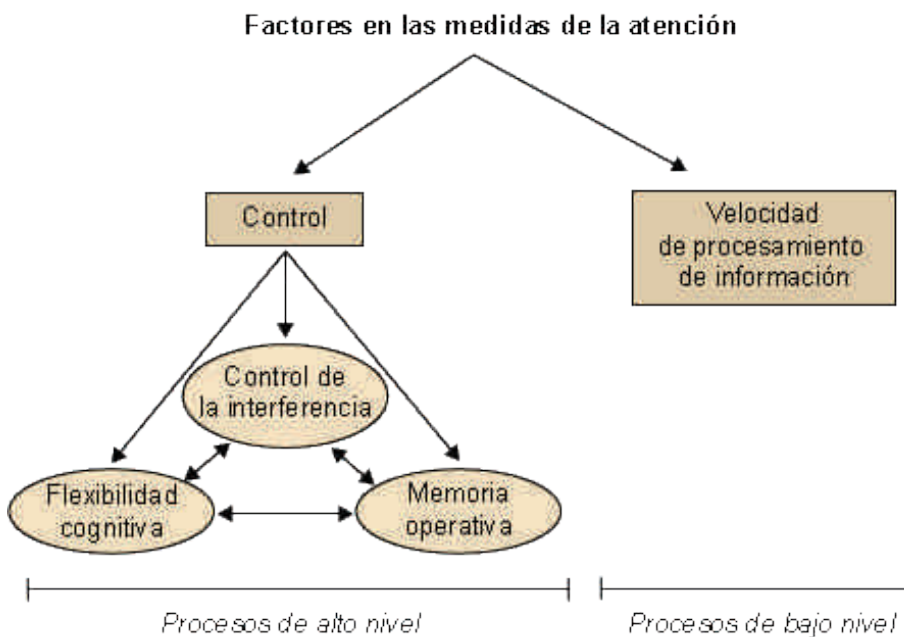 Factores en las medidas de la atención
Control
Velocidad
de procesamiento
de información
Control de
la interferencia
Flexibilidad
cognitiva
Memoria
operativa
Procesos de alto nivel
Procesos de bajo nivel